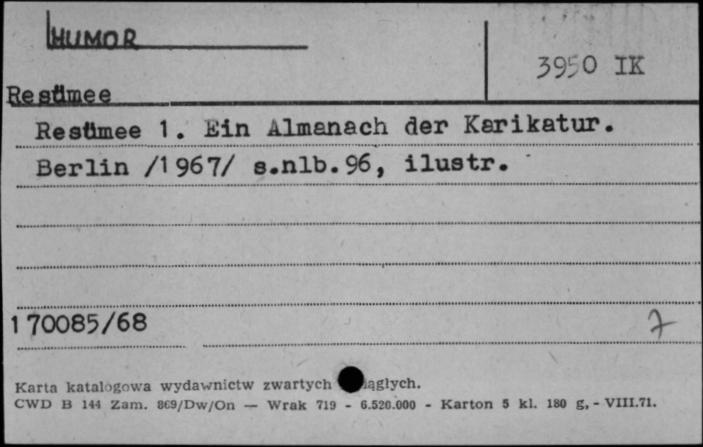 HUMOR
3950 IK
Resümee
Resümee 1. Ein Almanach der Karikatur.
Berlin /1967/ s.nlb.96, ilustr.
170085/68
7
Karta katalogowa wydawnictw zwartych
CWD B 144 Zam. 869/Dw/On — Wrak 719 - 6.520.000 - Karton 5 kl. 180 g, - VIII.71.